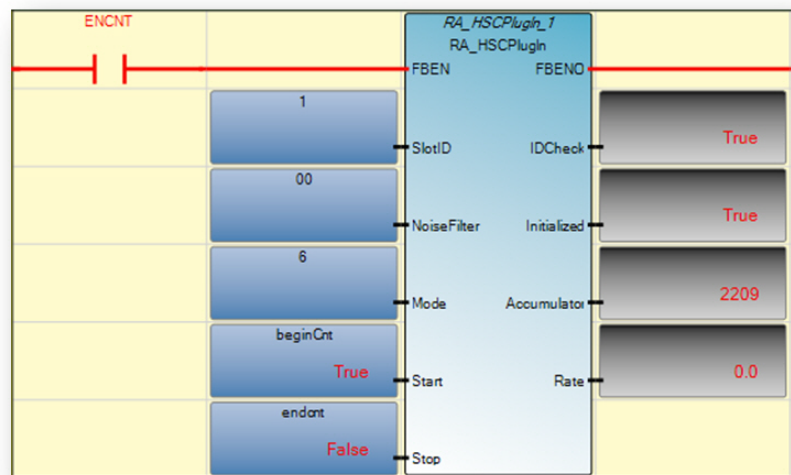 ENCNT
RA_HSCPlugIn_1
RA_HSCPlugIn
FBEN FBENO
1
SlotID IDCheck True
00
NoiseFilter Initialized True
6
Mode Accumulator 2209
beginCnt
True Start Rate 0.0
endcnt
False Stop